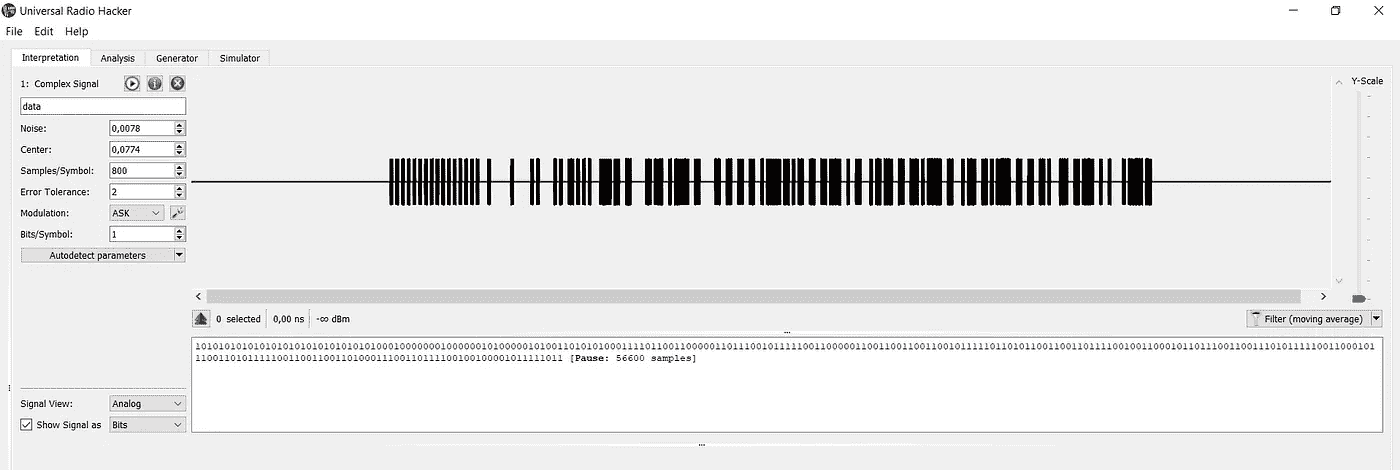 Universal Radio Hacker
File Edit Help
Interpretation Analysis Generator Simulator
1: Complex Signal
data
Noise: 0,0078
Center: 0,0774
Samples/Symbol: 800
Error Tolerance: 2
Modulation: ASK
Bits/Symbol: 1
Autodetect parameters
Y-Scale
0 selected 0,00 ns -∞ dBm
Filter (moving average)
[Pause: 56600 samples]
Signal View: Analog
Show Signal as Bits